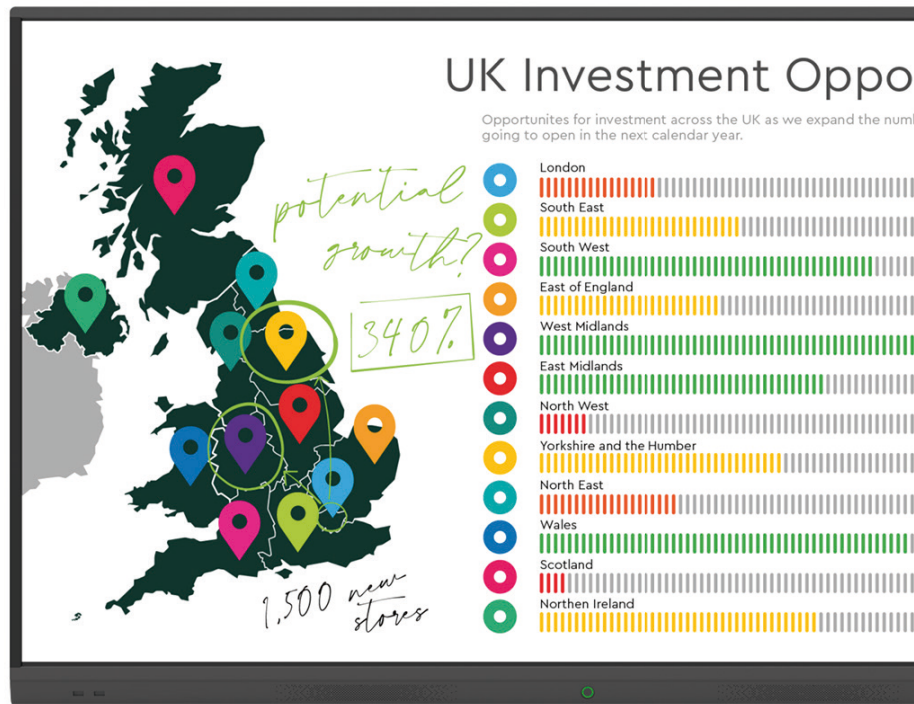 UK Investment Oppo
Opportunites for investment across the UK as we expand the numb
going to open in the next calendar year.
potential
growth?
340%
1,500 new
stores
London
South East
South West
East of England
West Midlands
East Midlands
North West
Yorkshire and the Humber
North East
Wales
Scotland
Northen Ireland